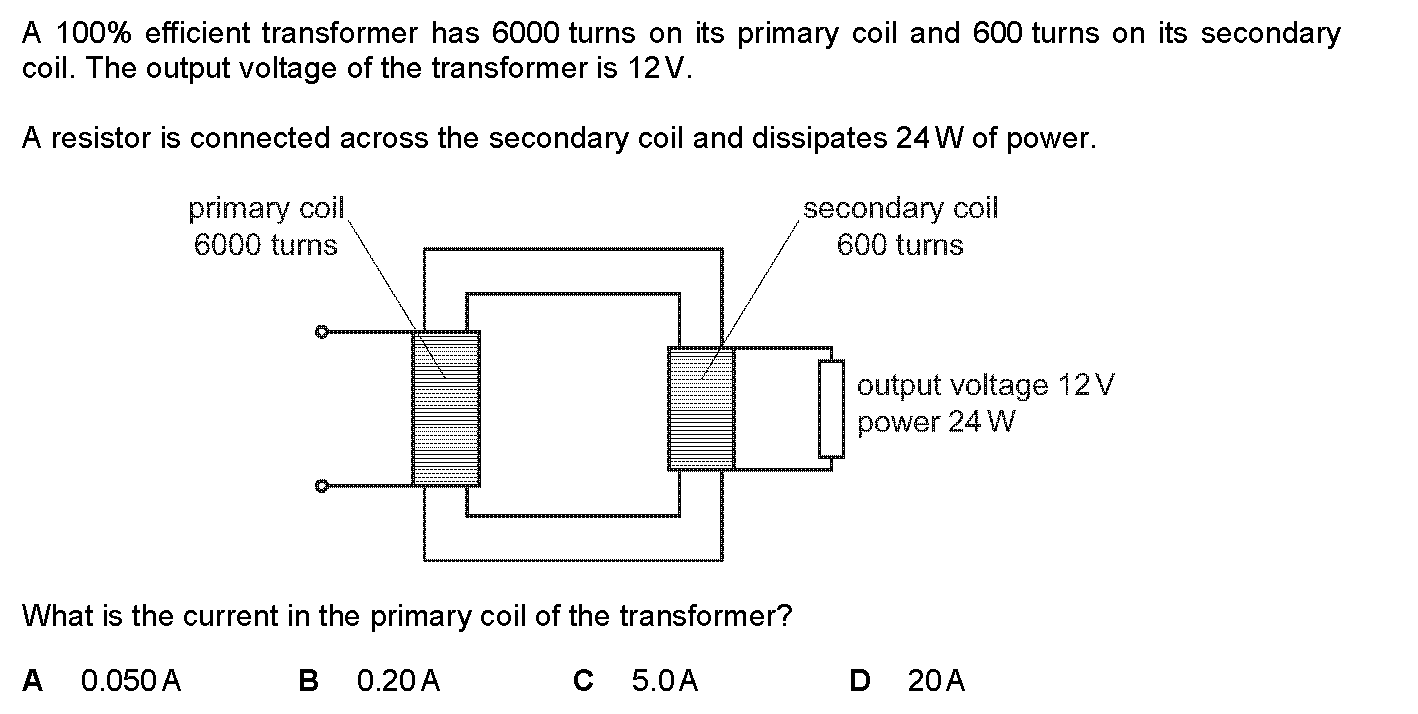 A 100% efficient transformer has 6000 turns on its primary coil and 600 turns on its secondary
coil. The output voltage of the transformer is 12 V.
A resistor is connected across the secondary coil and dissipates 24 W of power.
primary coil
6000 turns
secondary coil
600 turns
output voltage 12 V
power 24 W
What is the current in the primary coil of the transformer?
A 0.050 A B 0.20 A C 5.0 A D 20 A